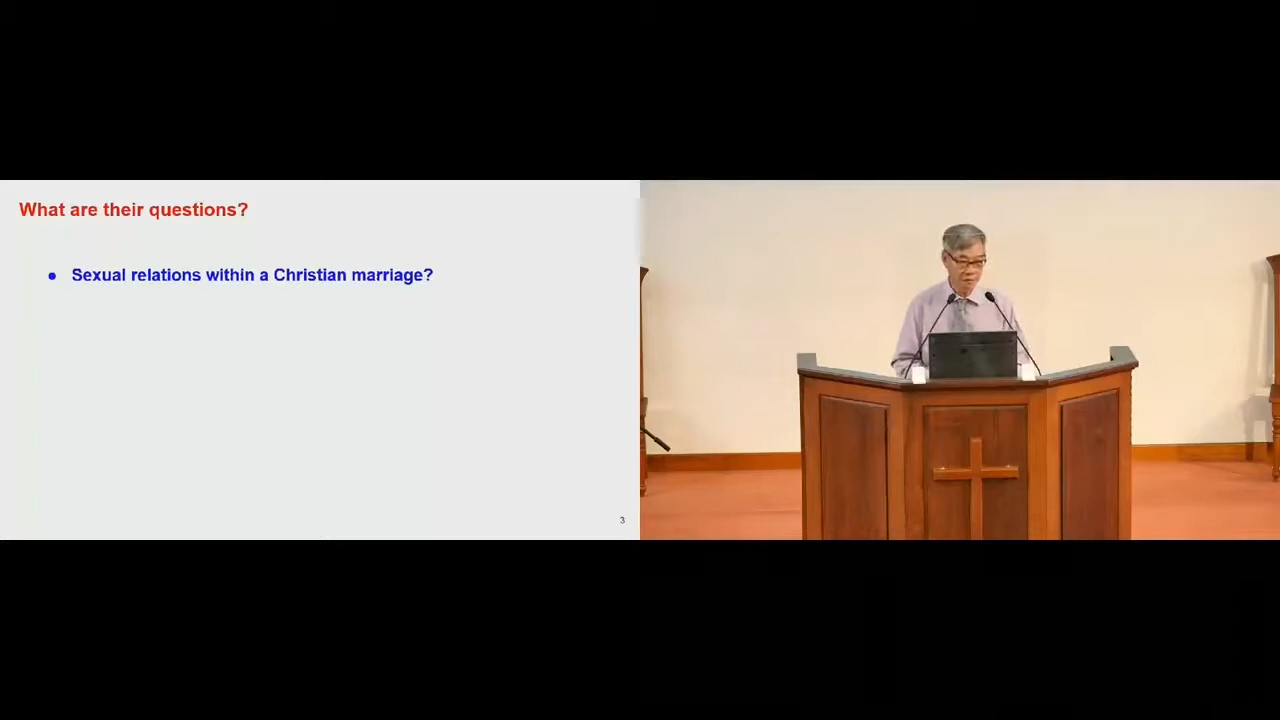 What are their questions?
● Sexual relations within a Christian marriage?
3